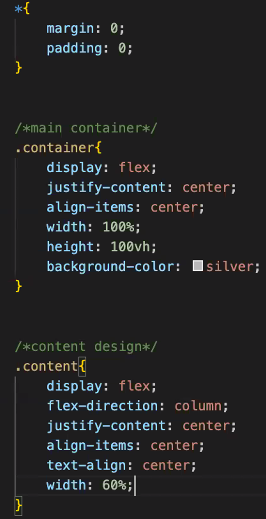 *{
margin: 0;
padding: 0;
}
/*main container*/
.container{
display: flex;
justify-content: center;
align-items: center;
width: 100%;
height: 100vh;
background-color: silver;
}
/*content design*/
.content{
display: flex;
flex-direction: column;
justify-content: center;
align-items: center;
text-align: center;
width: 60%;
}